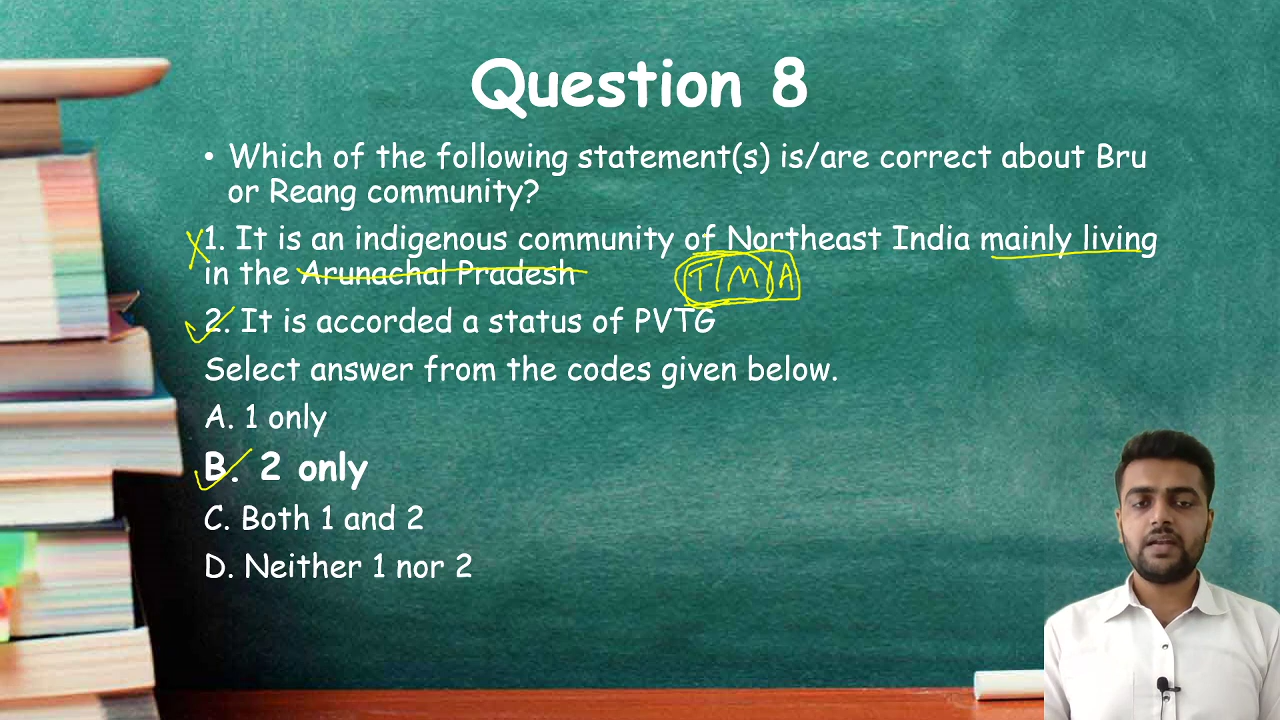 Question 8
• Which of the following statement(s) is/are correct about Bru
or Reang community?
1. It is an indigenous community of Northeast India mainly living
in the Arunachal Pradesh
T/M/A
2. It is accorded a status of PVTG
Select answer from the codes given below.
A. 1 only
B. 2 only
C. Both 1 and 2
D. Neither 1 nor 2